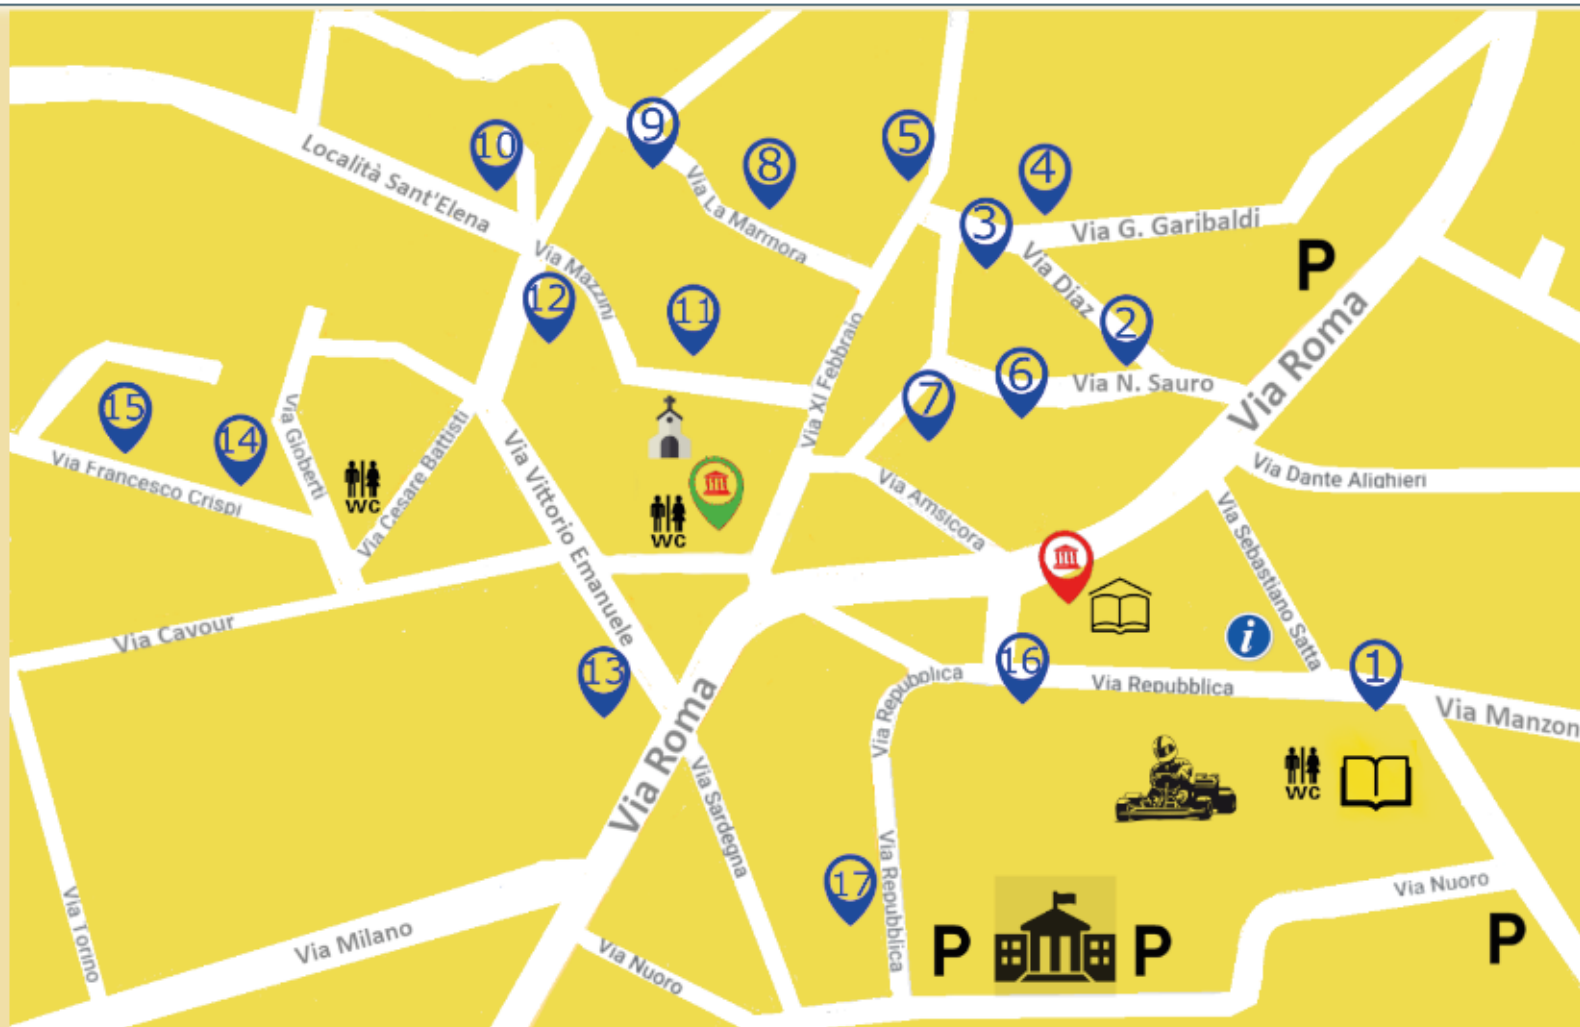 9
5
10
8
4
Località Sant'Elena
Via La Marmora
3
Via G. Garibaldi
Via Mazzini
Via Diaz
P
12
11
2
Via Roma
Via XI Febbraio
6
Via N. Sauro
7
15
14
Via Gioberti
Via Cesare Battisti
Via Vittorio Emanuele
Via Francesco Crispi
WC
WC
Via Amsicora
Via Dante Alighieri
Via Sebastiano Satta
i
Via Cavour
13
16
1
Via Repubblica
Via Repubblica
Via Manzon
Via Roma
Via Sardegna
WC
17
Via Repubblica
Via Nuoro
Via Torino
Via Milano
Via Nuoro
P
P
P